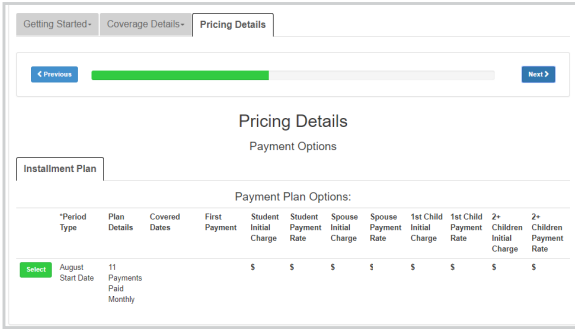 Getting Started- Coverage Details- Pricing Details
Previous Next
Pricing Details
Payment Options
Installment Plan
Payment Plan Options:
*Period Plan Covered First Student Student Spouse Spouse 1st Child 1st Child 2+ 2+
Type Details Dates Payment Initial Payment Initial Payment Initial Payment Children Children
Charge Rate Charge Rate Charge Rate Initial Payment
Charge Rate
Select August 11 $ $ $ $ $ $ $ $
Start Date Payments
Paid
Monthly